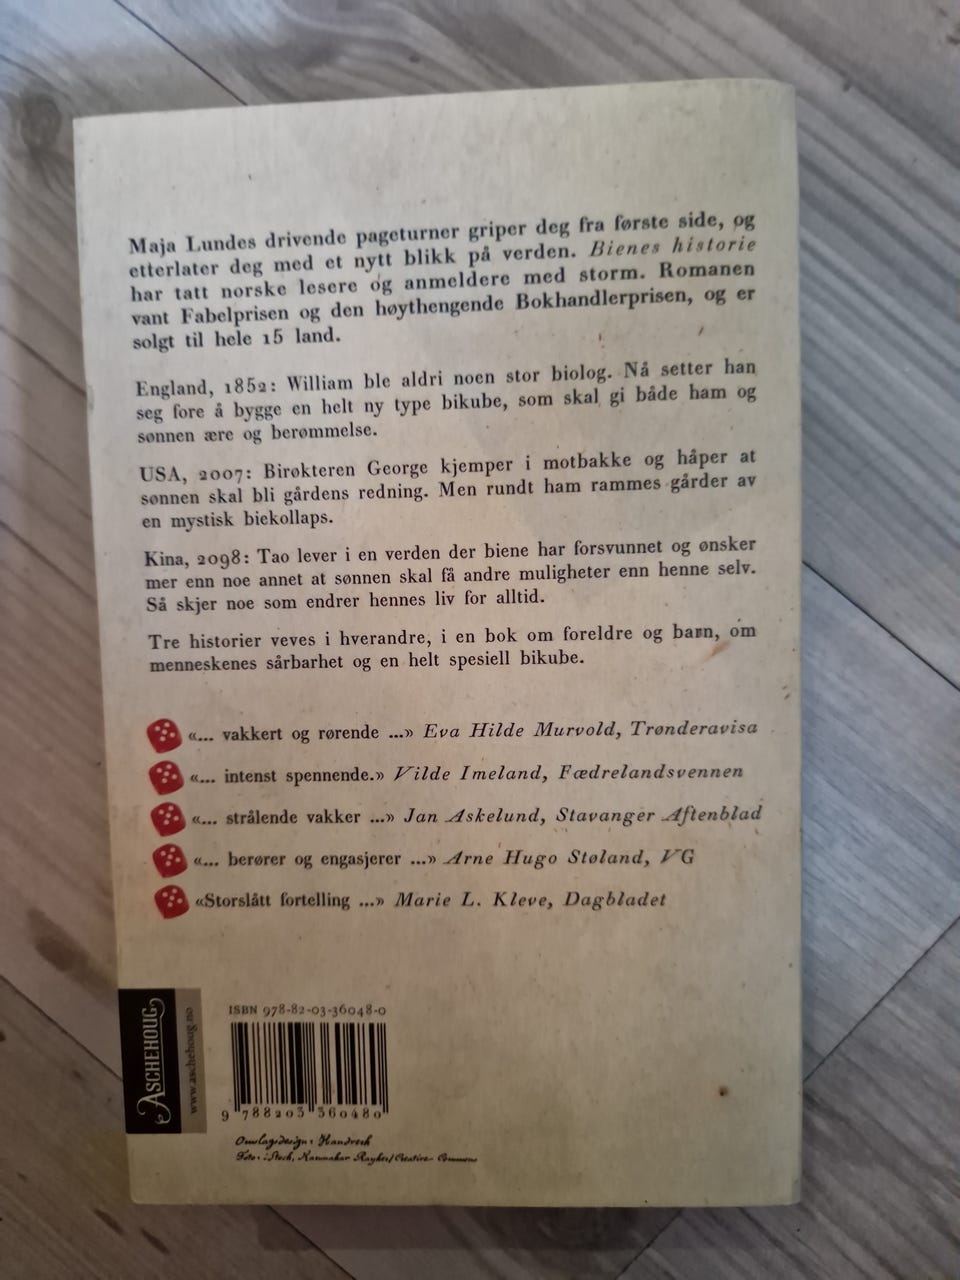 Maja Lundes drivende pageturner griper deg fra første side, og
etterlater deg med et nytt blikk på verden. Bienes historie
har tatt norske lesere og anmeldere med storm. Romanen
vant Fabelprisen og den høythengende Bokhandlerprisen, og er
solgt til hele 15 land.
England, 1852: William ble aldri noen stor biolog. Nå setter han
seg fore å bygge en helt ny type bikube, som skal gi både ham og
sønnen ære og berømmelse.
USA, 2007: Birøkteren George kjemper i motbakke og håper at
sønnen skal bli gårdens redning. Men rundt ham rammes gårder av
en mystisk biekollaps.
Kina, 2098: Tao lever i en verden der biene har forsvunnet og ønsker
mer enn noe annet at sønnen skal få andre muligheter enn henne selv.
Så skjer noe som endrer hennes liv for alltid.
Tre historier veves i hverandre, i en bok om foreldre og barn, om
menneskenes sårbarhet og en helt spesiell bikube.
«... vakkert og rørende ...» Eva Hilde Murvold, Trønderavisa
«... intenst spennende.» Vilde Imeland, Fædrelandsvennen
«... strålende vakker ...» Jan Askelund, Stavanger Aftenblad
«... berører og engasjerer ...» Arne Hugo Støland, VG
«Storslått fortelling ...» Marie L. Kleve, Dagbladet
ASCHEHOUG
www.aschehoug.no
ISBN 978-82-03-36048-0
9 788203 360480
Omslagsdesign: Handverk
Foto: iStock, /Creative Commons